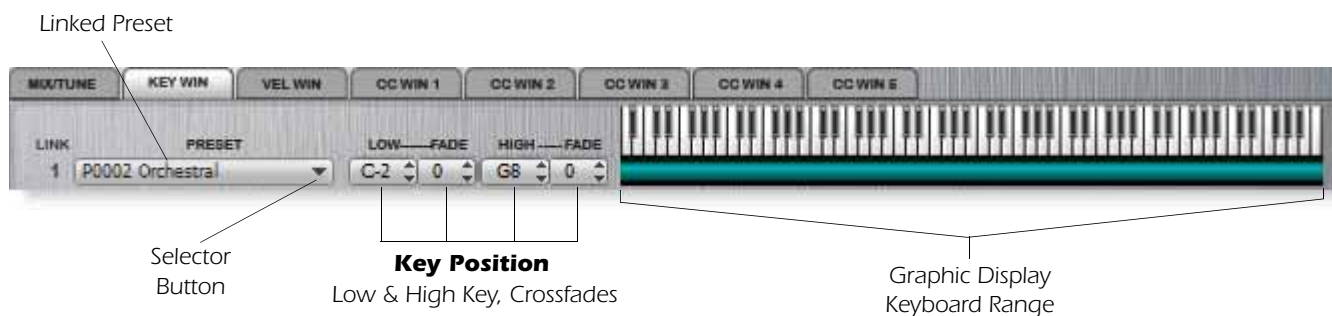 Linked Preset
MIX/TUNE KEY WIN VEL WIN CC WIN 1 CC WIN 2 CC WIN 3 CC WIN 4 CC WIN 5
LINK PRESET LOW FADE HIGH FADE
1 P0002 Orchestral C-2 0 G8 0
Selector
Button
Key Position
Low & High Key, Crossfades
Graphic Display
Keyboard Range